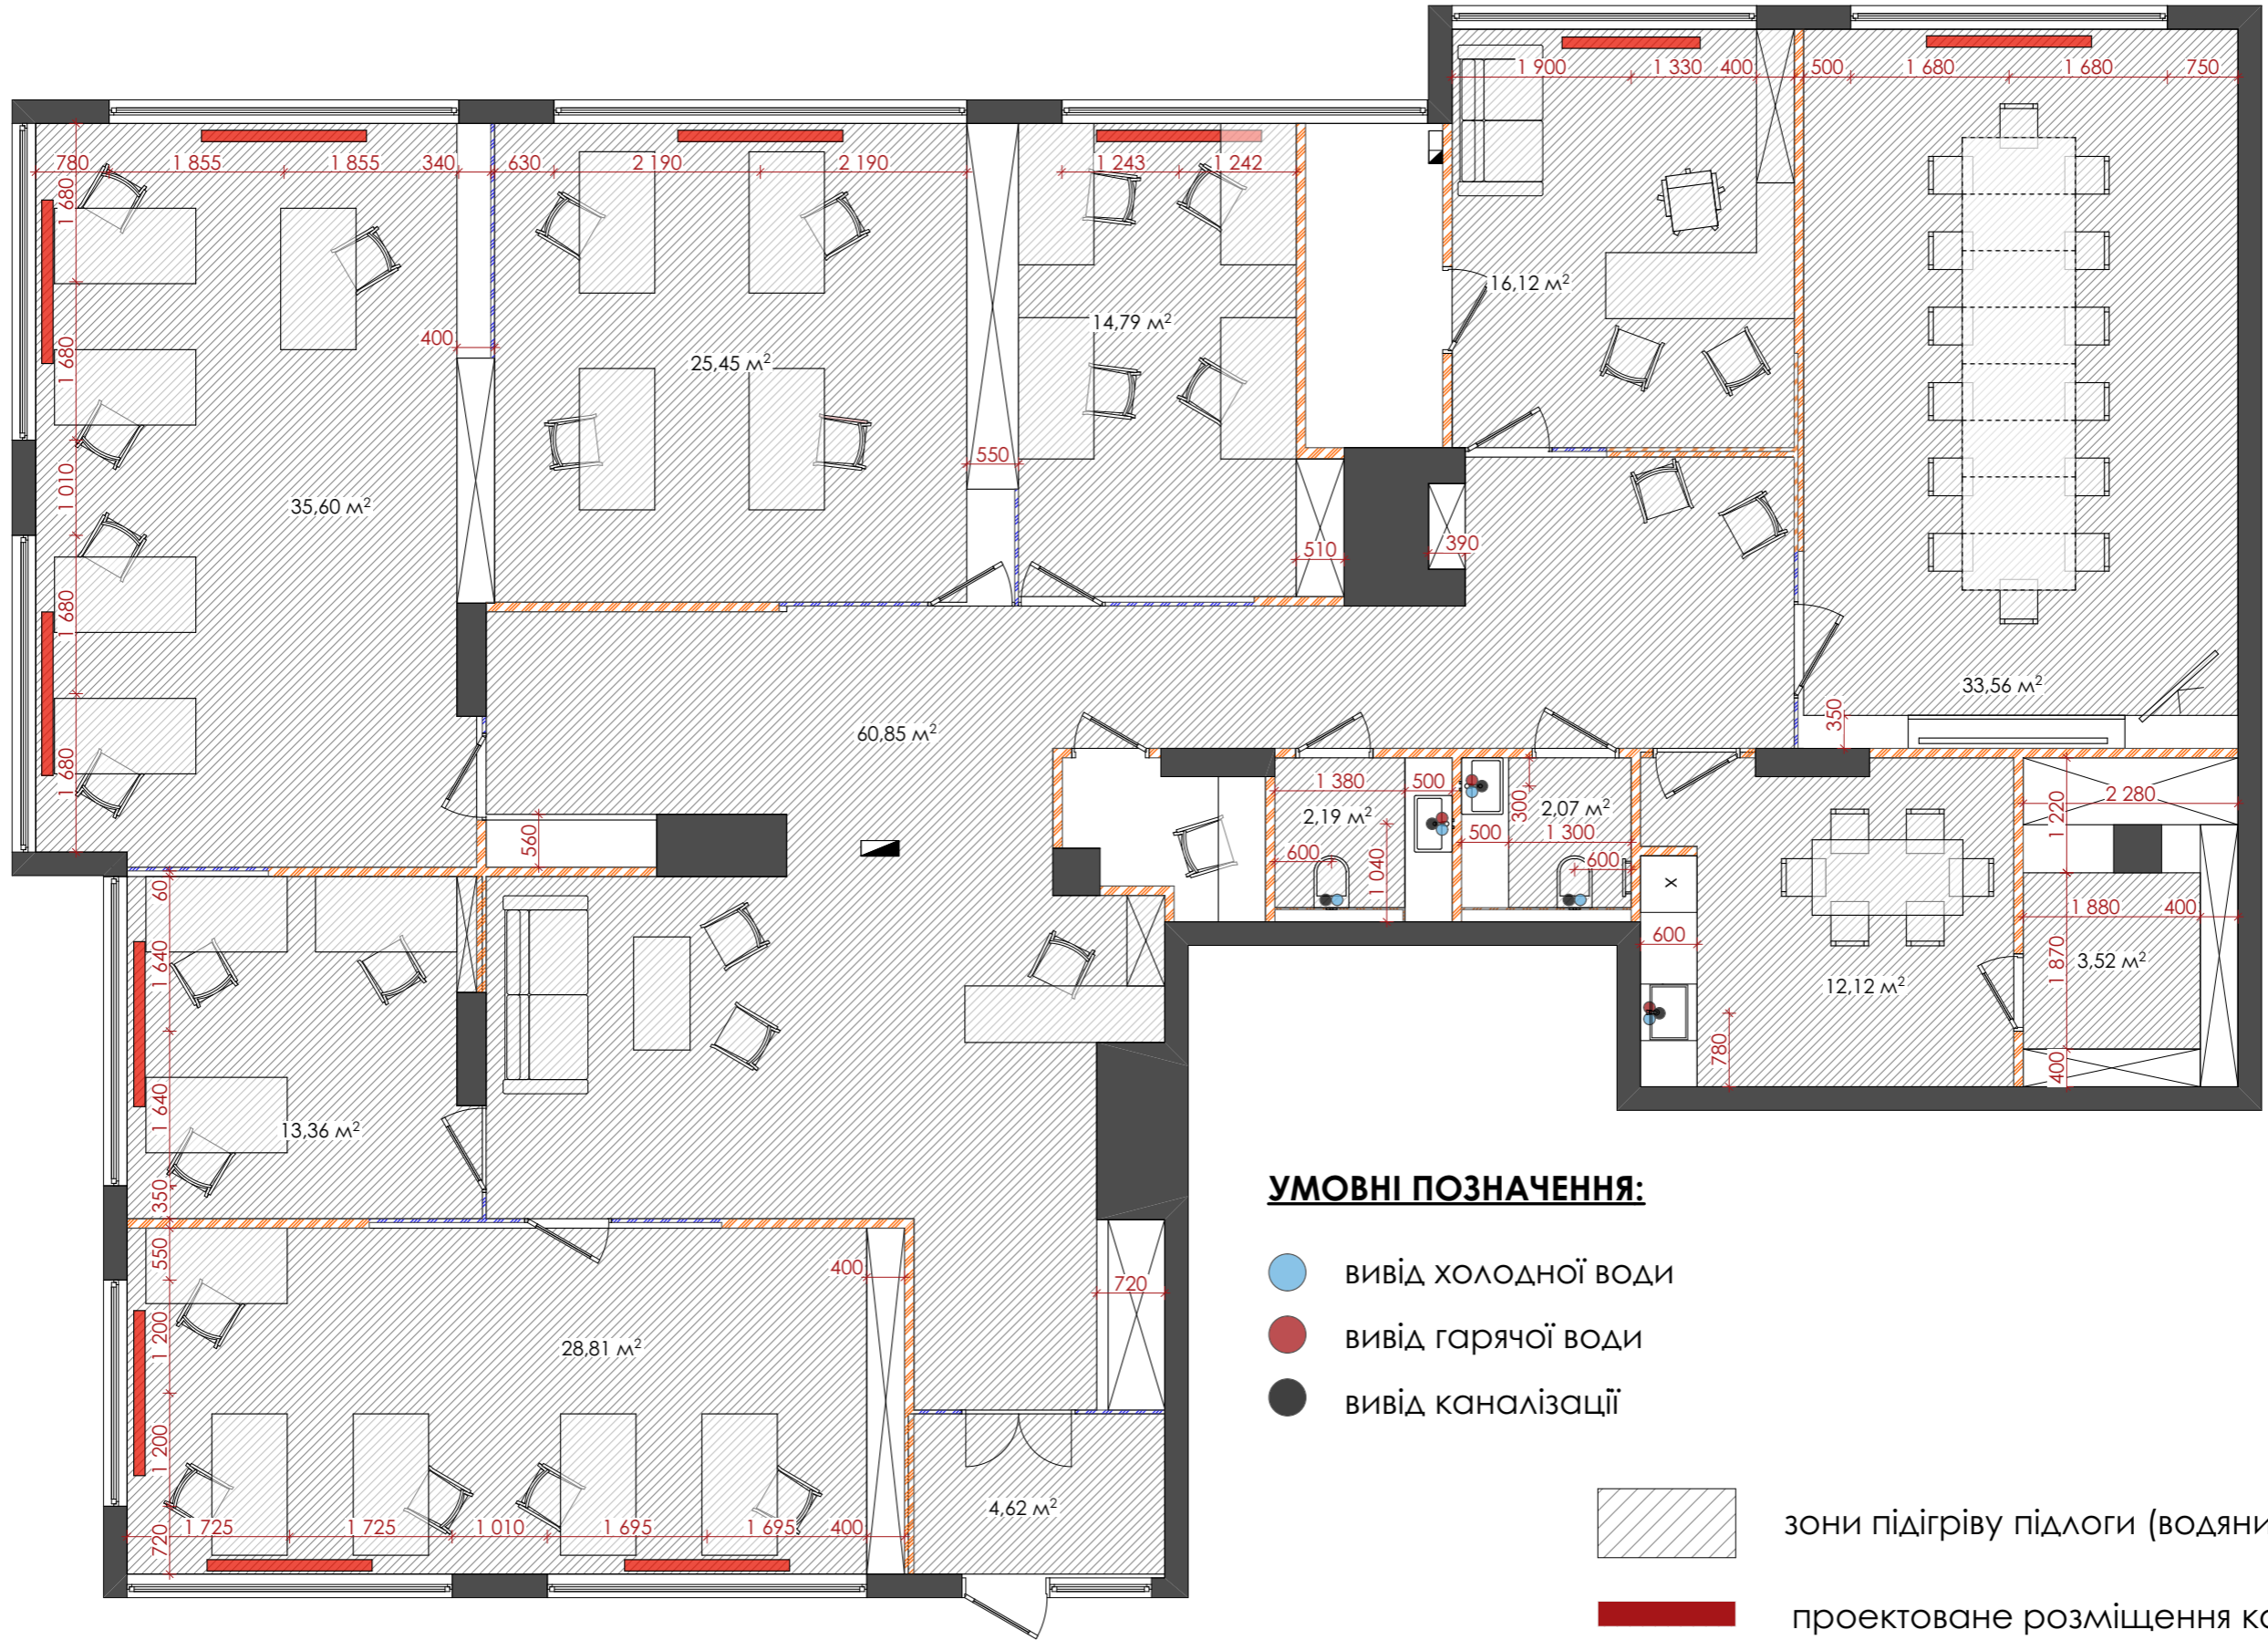 1 900 1 330 400 500 1 680 1 680 750
780 1 855 1 855 340 630 2 190 2 190 1 243 1 242
1 680
16,12 м²
14,79 м²
1 680 400 25,45 м²
550
1 010 35,60 м²
510 390
1 680
33,56 м²
350
60,85 м²
1 680
1 380 500 300 2,07 м² 1 220 2 280
2,19 м²
560 500 1 300
600 1 040 600
60 X
1 880 400
1 640 600
1 870 3,52 м²
12,12 м²
780 400
1 640
13,36 м²
350
УМОВНІ ПОЗНАЧЕННЯ:
550
400 720
вивід холодної води
1 200
28,81 м²
вивід гарячої води
вивід каналізації
1 200
4,62 м²
720 1 725 1 725 1 010 1 695 1 695 400
зони підігріву підлоги (водяни
проектоване розміщення